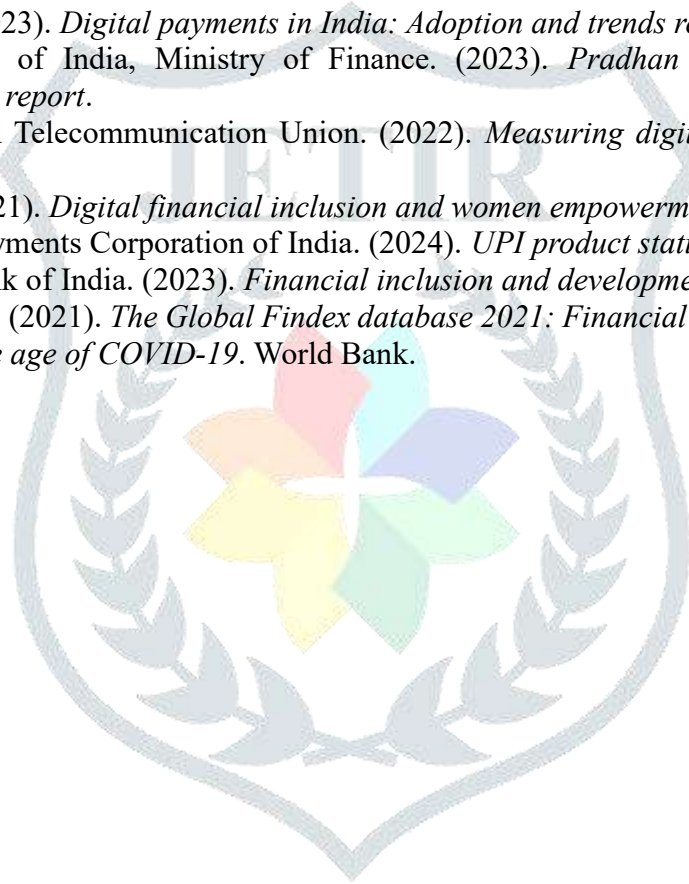 23). Digital payments in India: Adoption and trends re
of India, Ministry of Finance. (2023). Pradhan
report.
l Telecommunication Union. (2022). Measuring digit
21). Digital financial inclusion and women empowerm
yments Corporation of India. (2024). UPI product stati
k of India. (2023). Financial inclusion and developme
(2021). The Global Findex database 2021: Financial
e age of COVID-19. World Bank.
JETIR